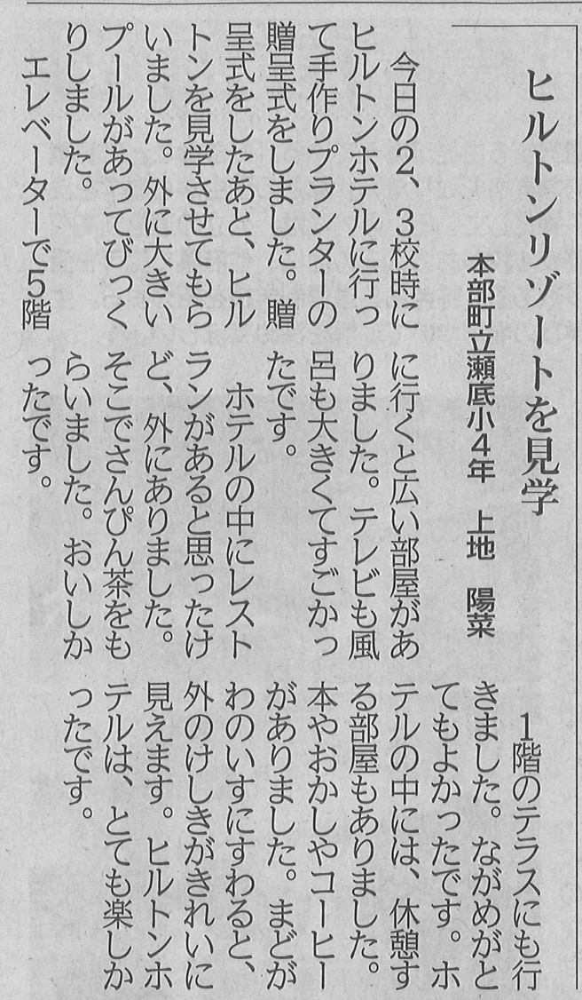 ヒルトンリゾートを見学
本部町立瀬底小4年　上地　陽菜
　今日の2、3校時に
ヒルトンホテルに行っ
て手作りプランターの
贈呈式をしました。贈
呈式をしたあと、ヒル
トンを見学させてもら
いました。外に大きい
プールがあってびっく
りしました。
　エレベーターで5階
に行くと広い部屋があ
りました。テレビも風
呂も大きくてすごかっ
たです。
　ホテルの中にレスト
ランがあると思ったけ
ど、外にありました。
そこでさんぴん茶をも
らいました。おいしか
ったです。
　1階のテラスにも行
きました。ながめがと
てもよかったです。ホ
テルの中には、休憩す
る部屋もありました。
本やおかしやコーヒー
がありました。まどが
わのいすにすわると、
外のけしきがきれいに
見えます。ヒルトンホ
テルは、とても楽しか
ったです。